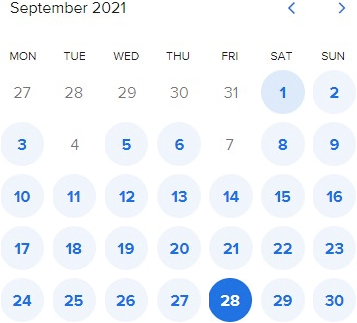 September 2021 < >
MON TUE WED THU FRI SAT SUN
27 28 29 30 31 1 2
3 4 5 6 7 8 9
10 11 12 13 14 15 16
17 18 19 20 21 22 23
24 25 26 27 28 29 30